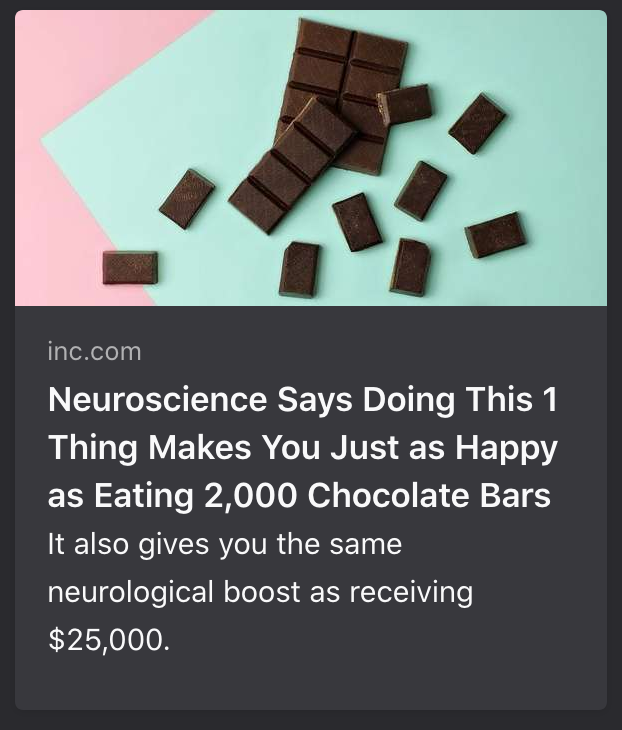 inc.com
Neuroscience Says Doing This 1
Thing Makes You Just as Happy
as Eating 2,000 Chocolate Bars
It also gives you the same
neurological boost as receiving
$25,000.